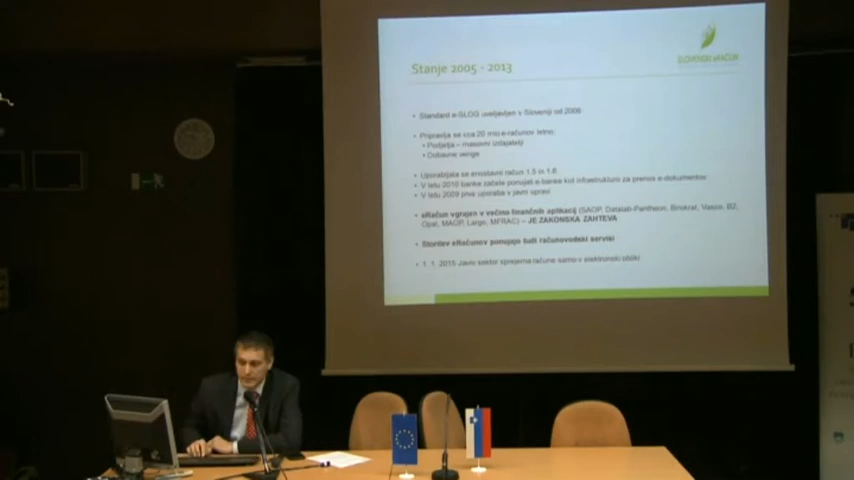 SLOVENSKI eRAČUN
Stanje 2005 - 2013
Standard e-SLOG uveljavljen v Sloveniji od 2006
Pripravlja se cca 20 mio e-računov letno:
Podjetja – masovni izdajatelji
Dobavne verige
Uporabljata se enostavni račun 1.5 in 1.6.
V letu 2010 banke začele ponujati e-banke kot infrastrukturo za prenos e-dokumentov
V letu 2009 prva uporaba v javni upravi
eRačun vgrajen v večino finančnih aplikacij (SAOP, Datalab-Pantheon, Birokrat, Vasco, B2,
Opal, MAOP, Largo, MFRAC) – JE ZAKONSKA ZAHTEVA
Storitev eRačunov ponujajo tudi računovodski servisi
1. 1. 2015 Javni sektor sprejema račune samo v elektronski obliki